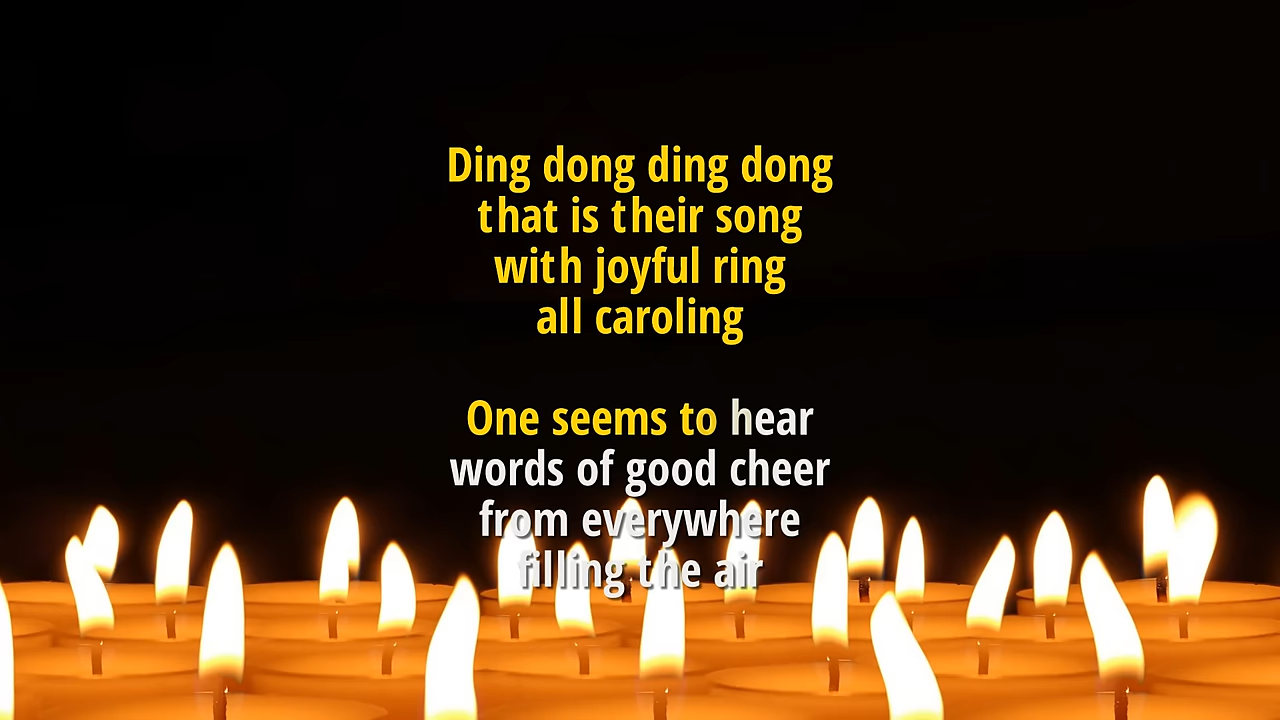 Ding dong ding dong
that is their song
with joyful ring
all caroling
One seems to hear
words of good cheer
from everywhere
filling the air